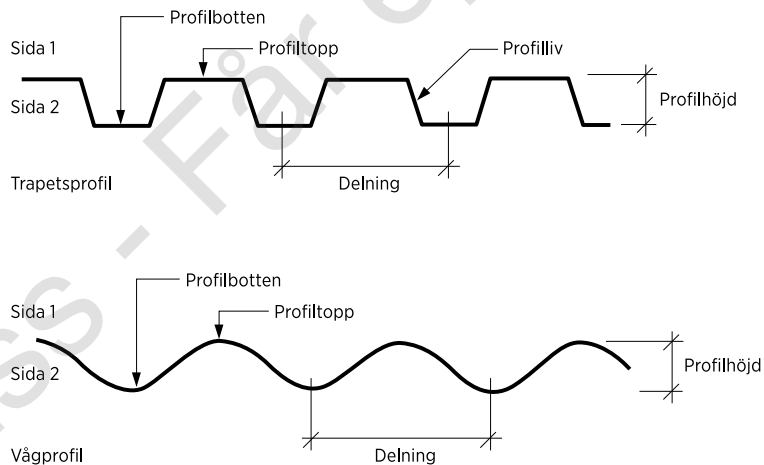 Profilbotten
Sida 1
Profiltopp
Profilliv
Sida 2
Profilhöjd
Trapetsprofil
Delning
Profilbotten
Sida 1
Profiltopp
Sida 2
Profilhöjd
Vågprofil
Delning